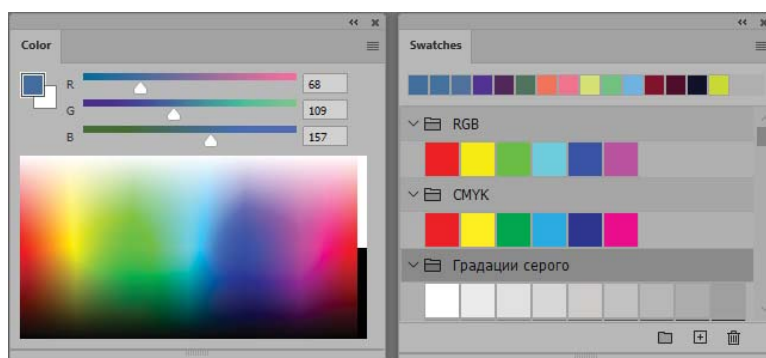 Color
R 68
G 109
B 157
Swatches
RGB
CMYK
Градации серого